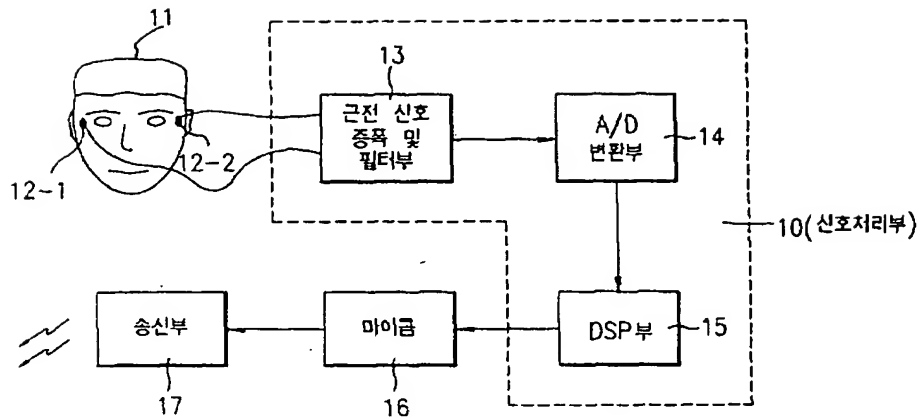 11
13
근전 신호
증폭 및
필터부
A/D
변환부
14
12-1
12-2
10(신호처리부)
송신부
마이컴
DSP부
15
17
16